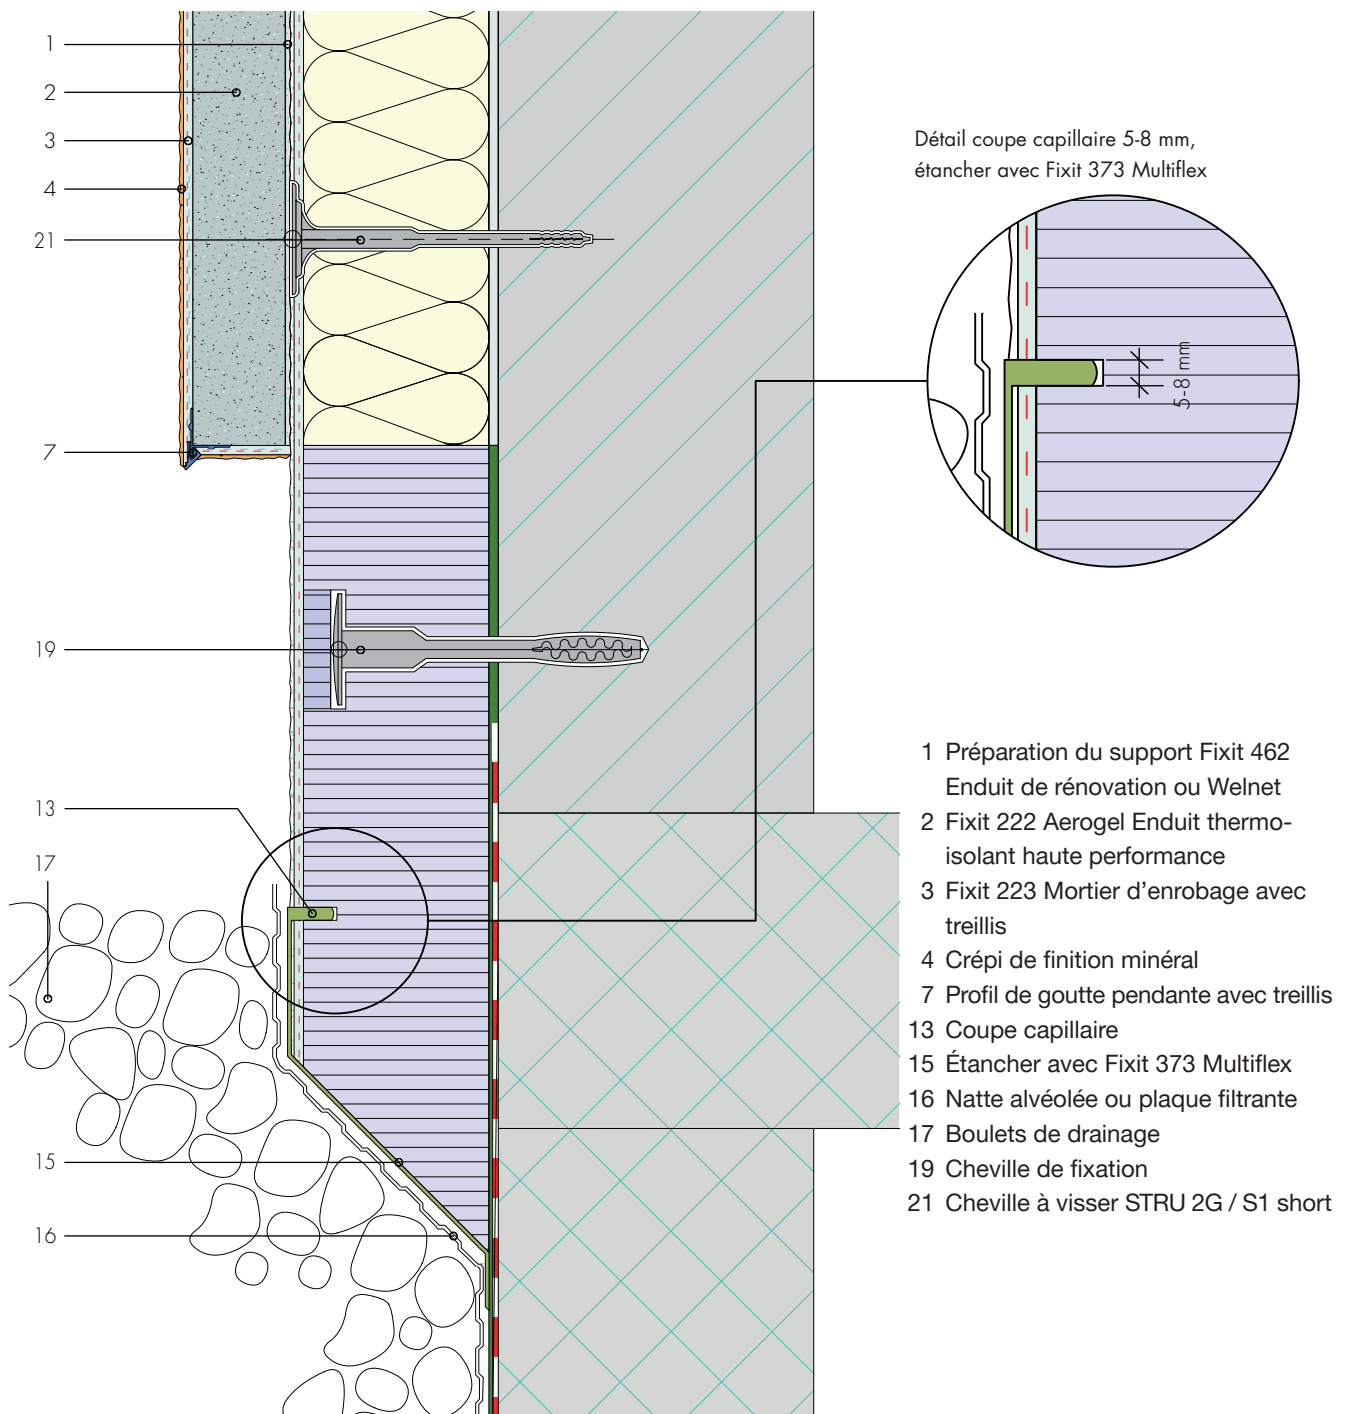 1
2
3
4
21
7
19
13
17
15
16
Détail coupe capillaire 5-8 mm,
étancher avec Fixit 373 Multiflex
5-8 mm
1 Préparation du support Fixit 462
Enduit de rénovation ou Welnet
2 Fixit 222 Aerogel Enduit thermo-
isolant haute performance
3 Fixit 223 Mortier d’enrobage avec
treillis
4 Crépi de finition minéral
7 Profil de goutte pendante avec treillis
13 Coupe capillaire
15 Étancher avec Fixit 373 Multiflex
16 Natte alvéolée ou plaque filtrante
17 Boulets de drainage
19 Cheville de fixation
21 Cheville à visser STRU 2G / S1 short